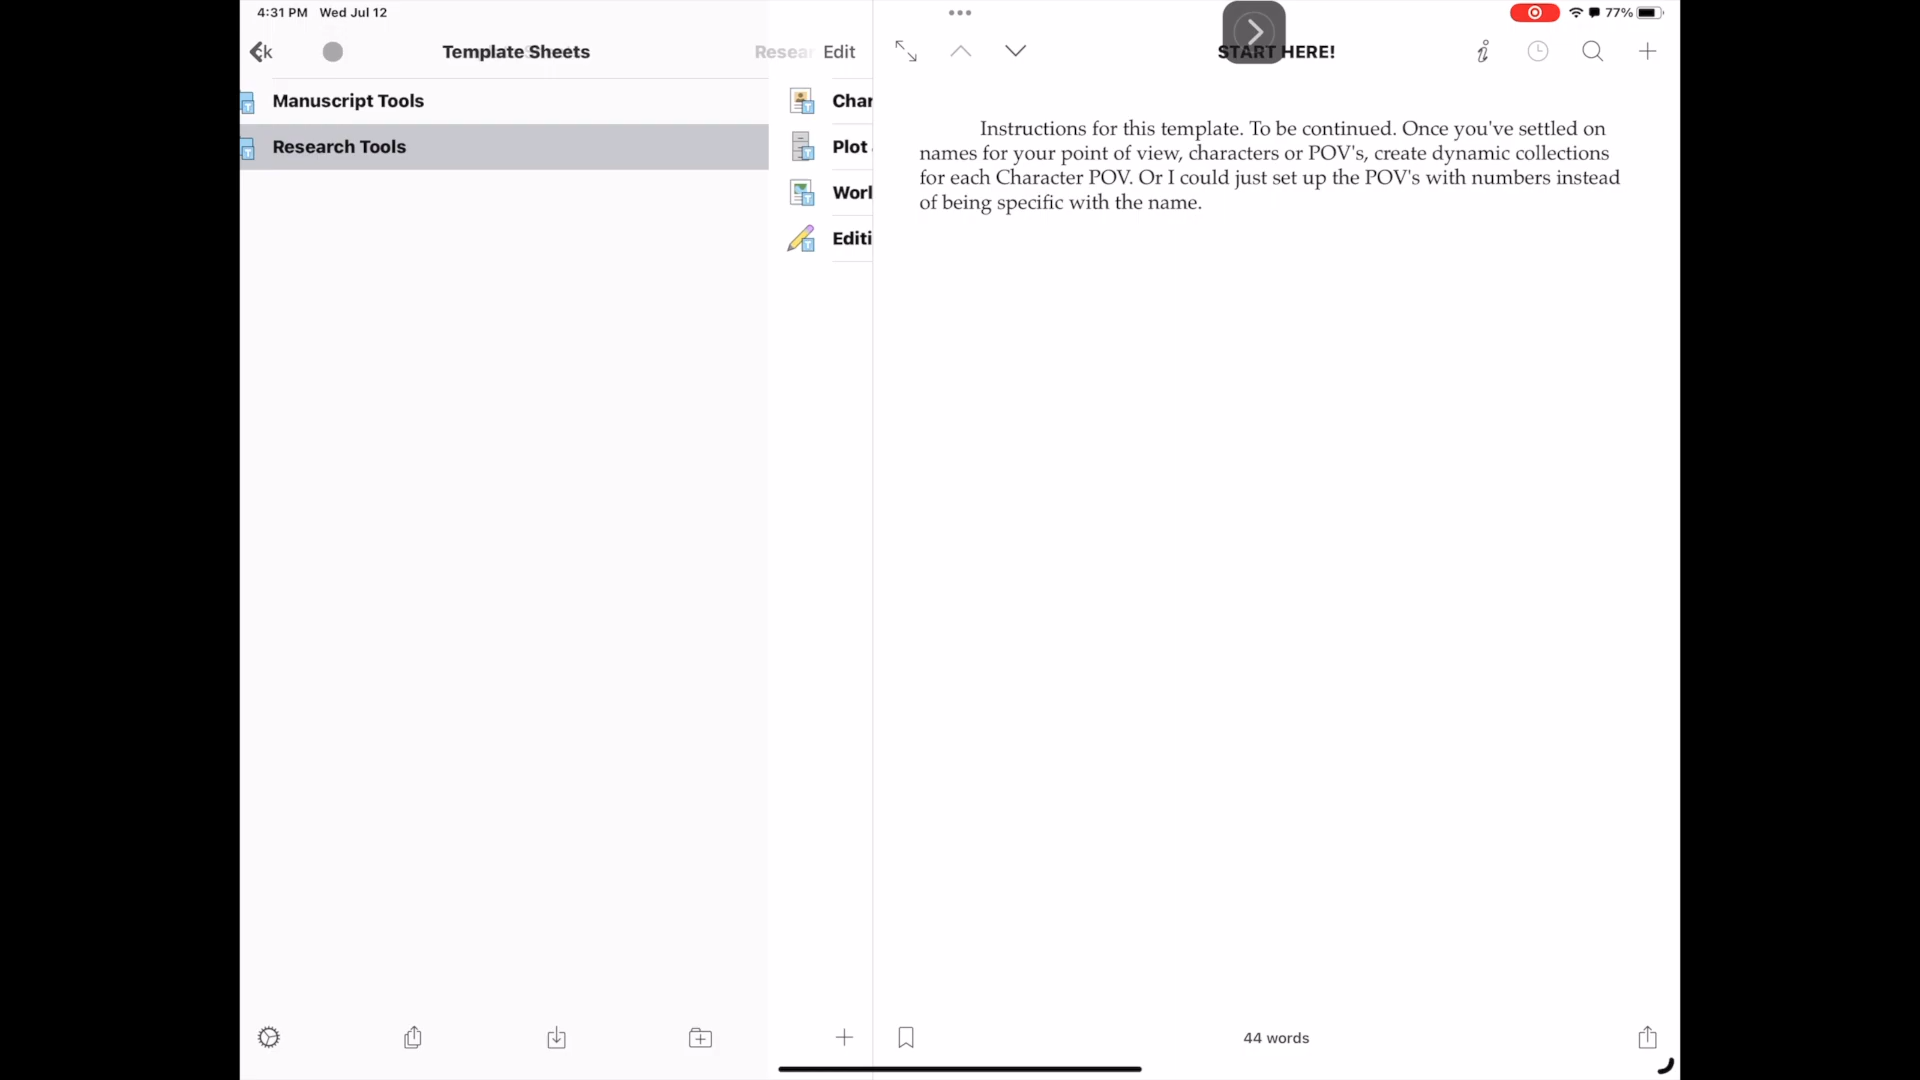 4:31 PM Wed Jul 12
77%
Template Sheets
Edit
START HERE!
Manuscript Tools
Research Tools
Char
Plot
Worl
Editi
Instructions for this template. To be continued. Once you've settled on
names for your point of view, characters or POV's, create dynamic collections
for each Character POV. Or I could just set up the POV's with numbers instead
of being specific with the name.
44 words